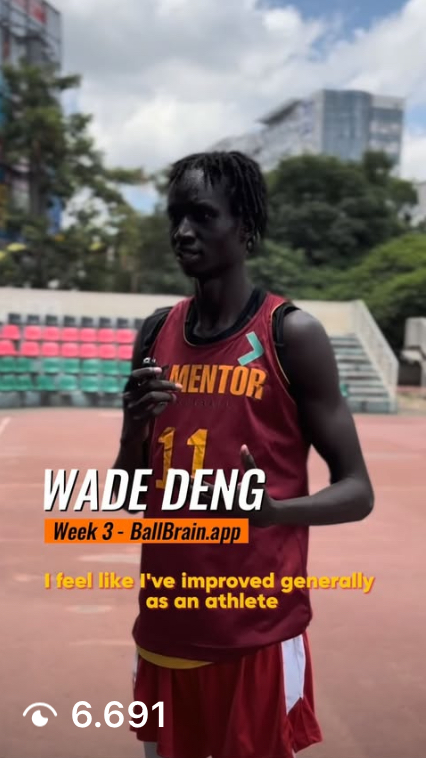 MENTOR
11
WADE DENG
Week 3 - BallBrain.app
I feel like I've improved generally
as an athlete
6.691